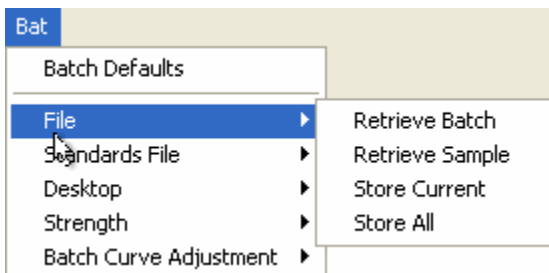 Bat
Batch Defaults
File
Retrieve Batch
Standards File
Retrieve Sample
Desktop
Store Current
Strength
Store All
Batch Curve Adjustment